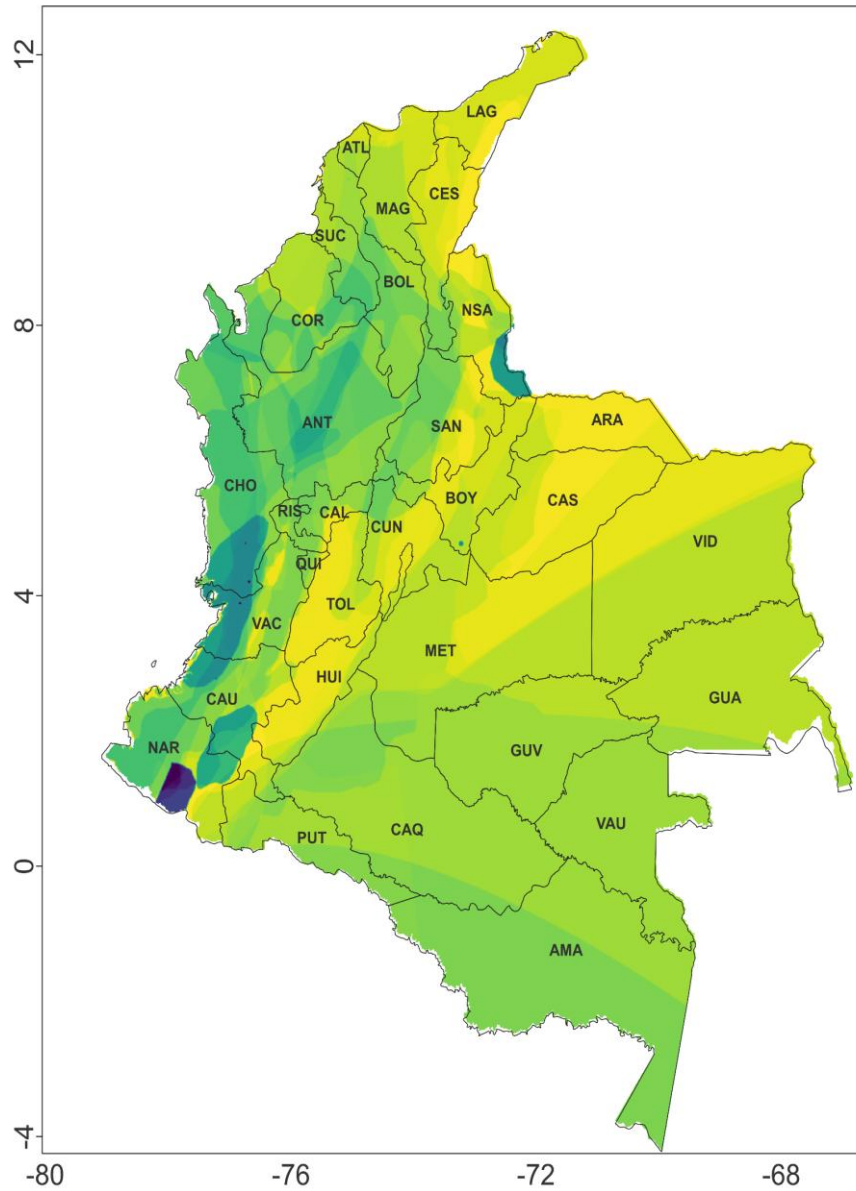 12
LAG
ATL
CES
MAG
SUC
BOL
8
COR
NSA
ANT
SAN
ARA
CHO
RIS
CAL
CUN
BOY
CAS
VID
QUI
4
TOL
VAC
MET
HUI
CAU
GUA
NAR
GUV
PUT
CAQ
VAU
0
AMA
-4
-80 -76 -72 -68